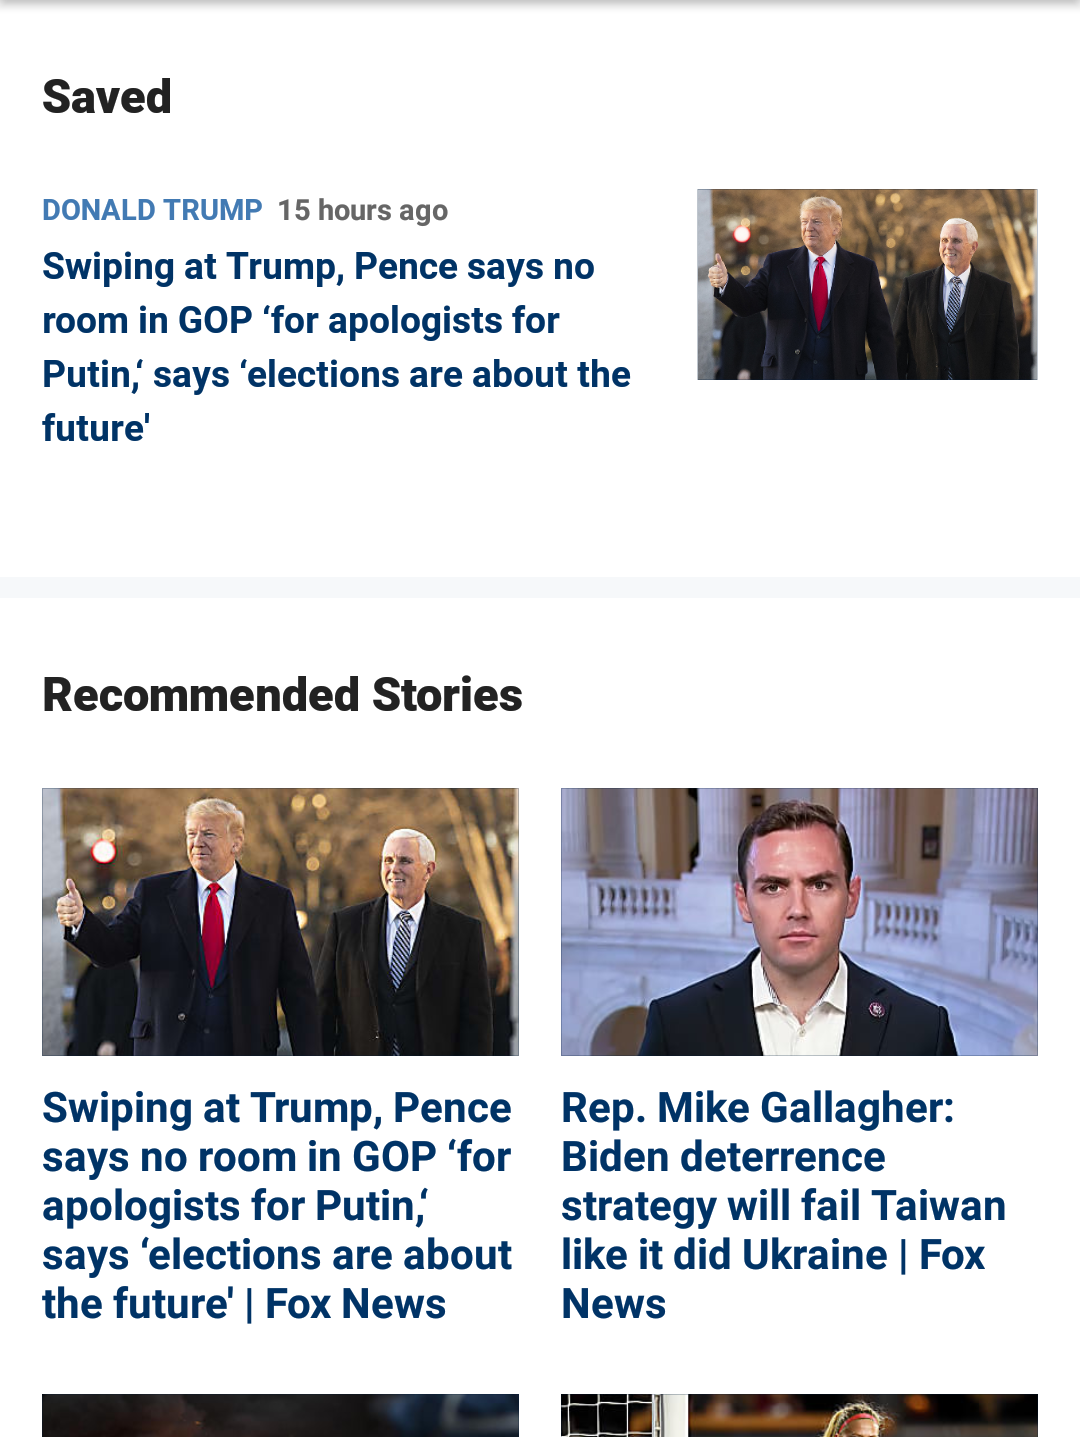 Saved
DONALD TRUMP 15 hours ago
Swiping at Trump, Pence says no
room in GOP ‘for apologists for
Putin,‘ says ‘elections are about the
future'
Recommended Stories
Swiping at Trump, Pence
says no room in GOP ‘for
apologists for Putin,‘
says ‘elections are about
the future' | Fox News
Rep. Mike Gallagher:
Biden deterrence
strategy will fail Taiwan
like it did Ukraine | Fox
News